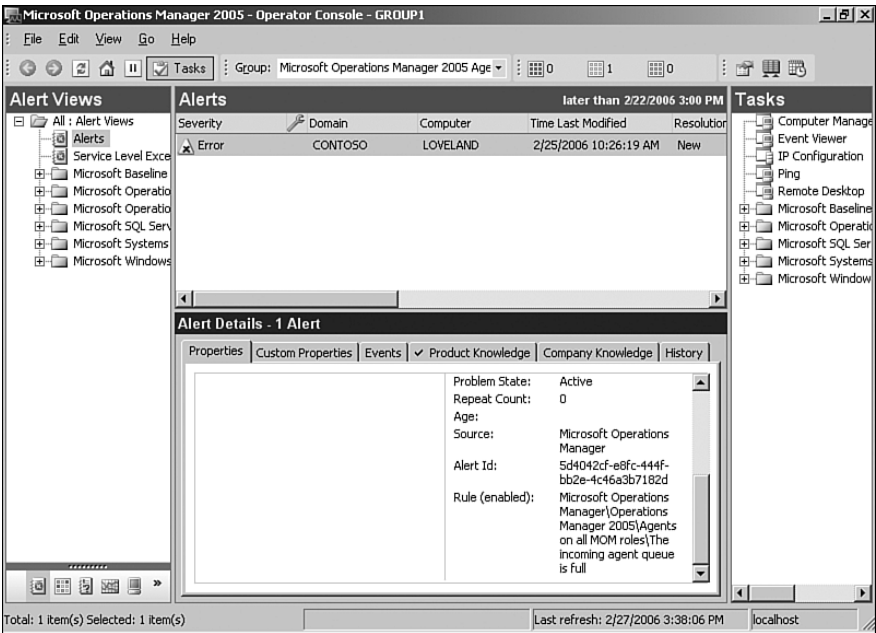 Microsoft Operations Manager 2005 - Operator Console - GROUP1
File Edit View Go Help
Tasks Group: Microsoft Operations Manager 2005 Age 0 1 0
Alert Views
All : Alert Views
Alerts
Service Level Exce
Microsoft Baseline
Microsoft Operatio
Microsoft Operatio
Microsoft SQL Serv
Microsoft Systems
Microsoft Windows
Alerts later than 2/22/2006 3:00 PM
Severity Domain Computer Time Last Modified Resolution
Error CONTOSO LOVELAND 2/25/2006 10:26:19 AM New
Alert Details - 1 Alert
Properties Custom Properties Events Product Knowledge Company Knowledge History
Problem State: Active
Repeat Count: 0
Age:
Source: Microsoft Operations
Manager
Alert Id: 5d4042cf-e8fc-444f-
bb2e-4c46a3b7182d
Rule (enabled): Microsoft Operations
Manager\Operations
Manager 2005\Agents
on all MOM roles\The
incoming agent queue
is full
Tasks
Computer Manage
Event Viewer
IP Configuration
Ping
Remote Desktop
Microsoft Baseline
Microsoft Operatio
Microsoft SQL Ser
Microsoft Systems
Microsoft Window
Total: 1 item(s) Selected: 1 item(s) Last refresh: 2/27/2006 3:38:06 PM localhost